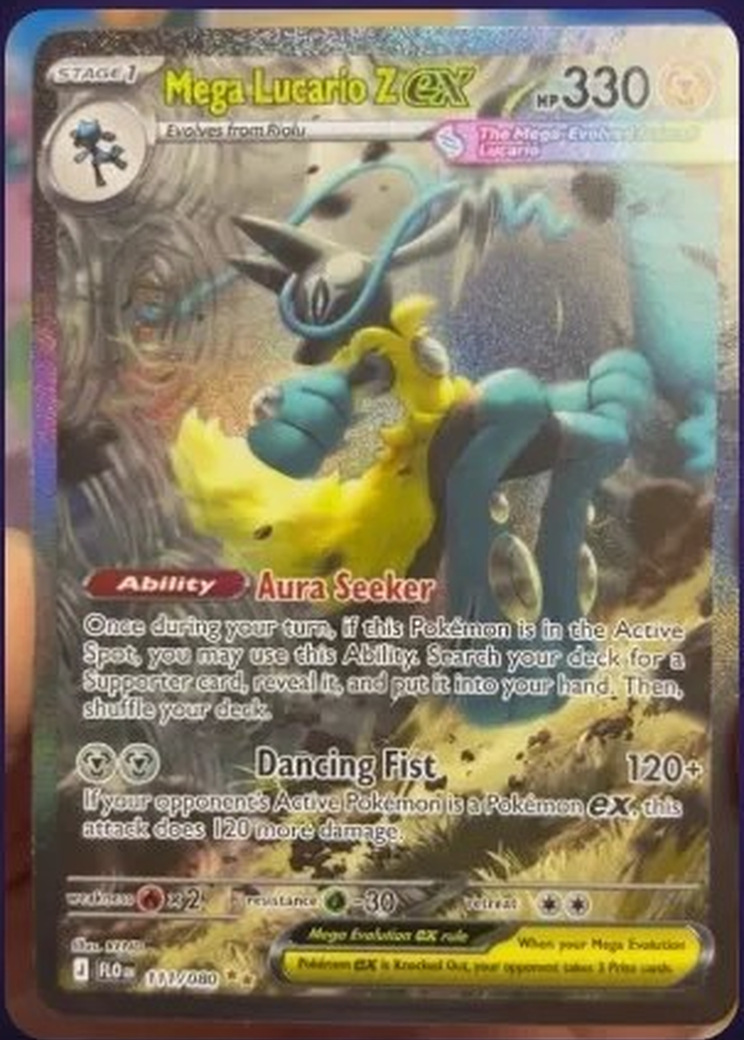 STAGE 1
Mega Lucario Z ex
HP 330
Evolves from Riolu
The Mega-Evolved
Lucario
Ability Aura Seeker
Once during your turn, if this Pokémon is in the Active
Spot, you may use this Ability. Search your deck for a
Supporter card, reveal it, and put it into your hand. Then,
shuffle your deck.
Dancing Fist 120+
If your opponent's Active Pokémon is a Pokémon ex, this
attack does 120 more damage.
weakness ×2 resistance -30 retreat
Mega Evolution ex rule When your Mega Evolution
Pokémon ex is Knocked Out, your opponent takes 3 Prize cards.
Illus.
J FLO EN 111/080